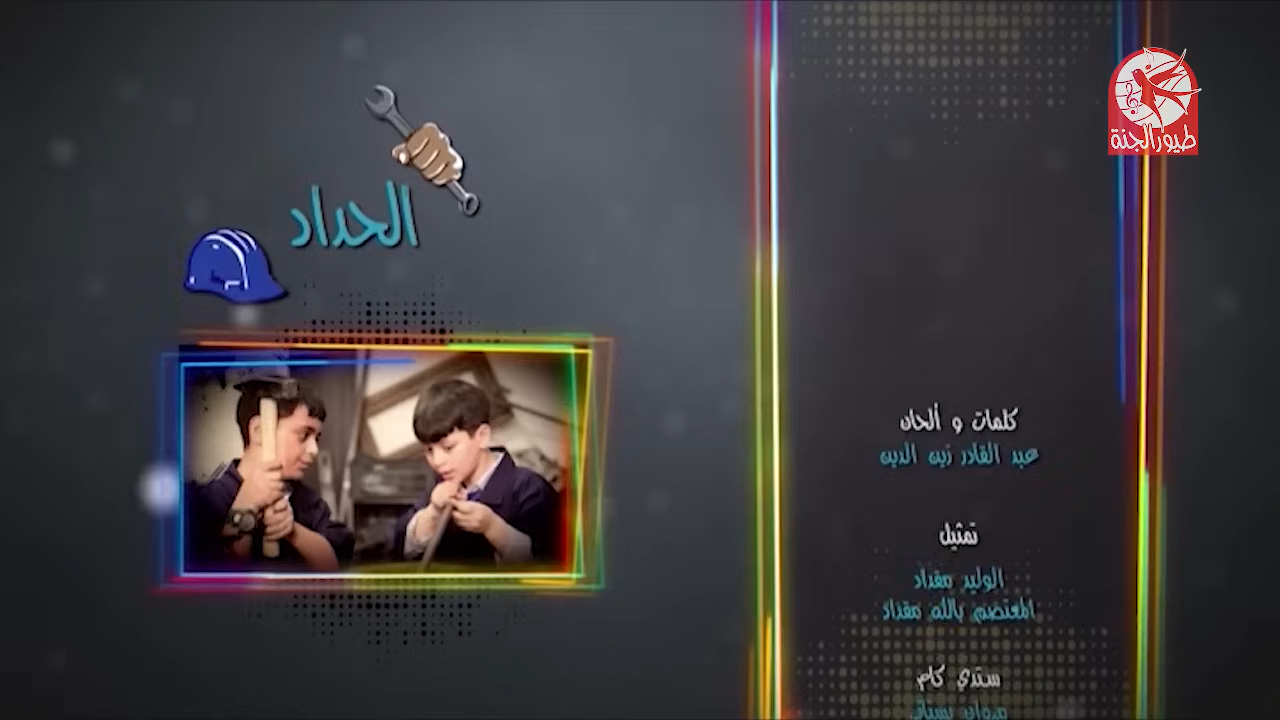 طيور الجنة
الحداد
كلمات و ألحان
عبد القادر زين الدين
تمثيل
الوليد مقداد
المعتصم بالله مقداد
ستدي كام